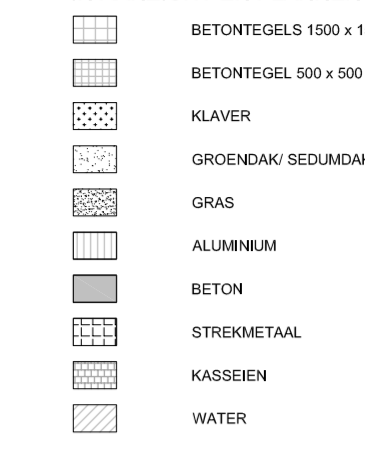 BETONTEGELS 1500 x 1
BETONTEGEL 500 x 500
KLAVER
GROENDAK/ SEDUMDAK
GRAS
ALUMINIUM
BETON
STREKMETAAL
KASSEIEN
WATER